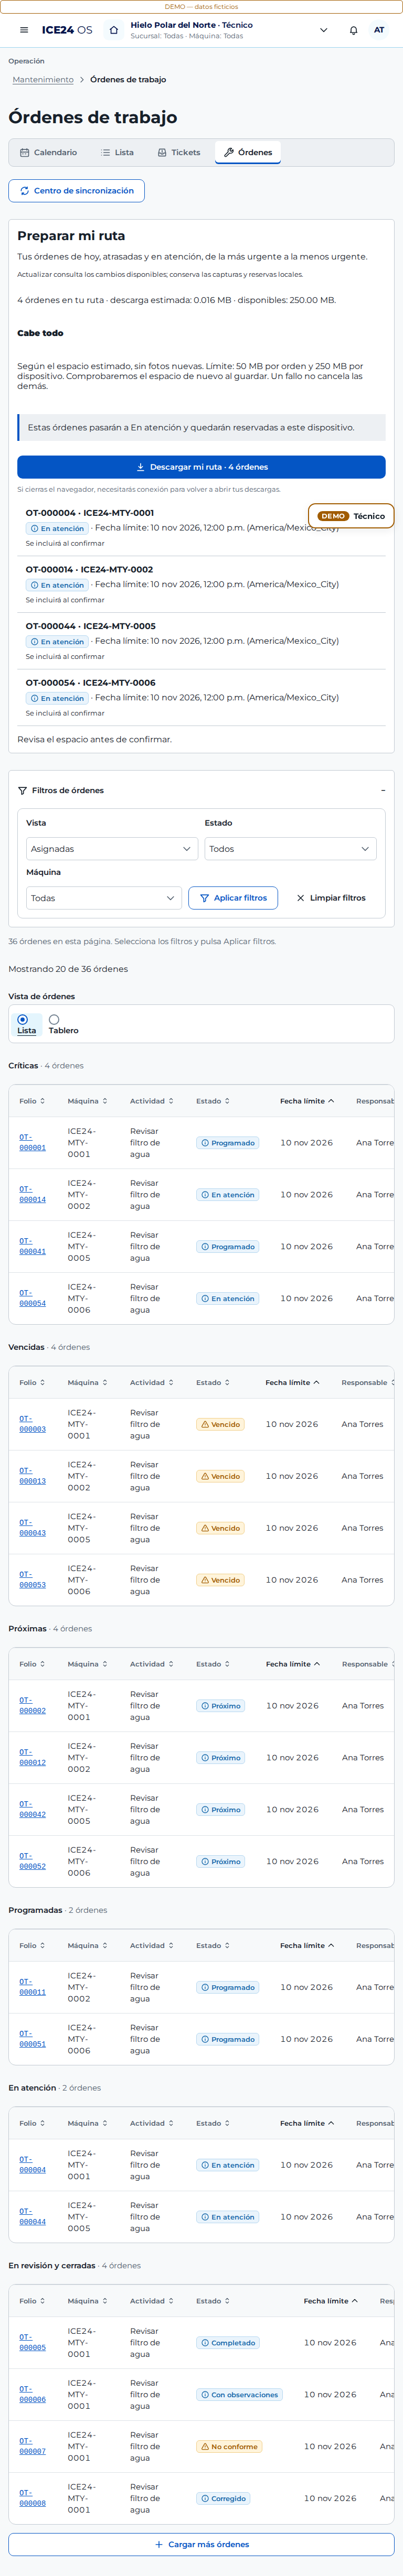 DEMO — datos ficticios
ICE24 OS
Hielo Polar del Norte · Técnico
Sucursal: Todas · Máquina: Todas
AT
Operación
Mantenimiento > Órdenes de trabajo
Órdenes de trabajo
Calendario
Lista
Tickets
Órdenes
Centro de sincronización
Preparar mi ruta
Tus órdenes de hoy, atrasadas y en atención, de la más urgente a la menos urgente.
Actualizar consulta los cambios disponibles; conserva las capturas y reservas locales.
4 órdenes en tu ruta · descarga estimada: 0.016 MB · disponibles: 250.00 MB.
Cabe todo
Según el espacio estimado, sin fotos nuevas. Límite: 50 MB por orden y 250 MB por
dispositivo. Comprobaremos el espacio de nuevo al guardar. Un fallo no cancela las
demás.
Estas órdenes pasarán a En atención y quedarán reservadas a este dispositivo.
Descargar mi ruta · 4 órdenes
Si cierras el navegador, necesitarás conexión para volver a abrir tus descargas.
OT-000004 · ICE24-MTY-0001
DEMO Técnico
En atención · Fecha límite: 10 nov 2026, 12:00 p.m. (America/Mexico_City)
Se incluirá al confirmar
OT-000014 · ICE24-MTY-0002
En atención · Fecha límite: 10 nov 2026, 12:00 p.m. (America/Mexico_City)
Se incluirá al confirmar
OT-000044 · ICE24-MTY-0005
En atención · Fecha límite: 10 nov 2026, 12:00 p.m. (America/Mexico_City)
Se incluirá al confirmar
OT-000054 · ICE24-MTY-0006
En atención · Fecha límite: 10 nov 2026, 12:00 p.m. (America/Mexico_City)
Se incluirá al confirmar
Revisa el espacio antes de confirmar.
Filtros de órdenes −
Vista
Estado
Asignadas
Todos
Máquina
Todas
Aplicar filtros
Limpiar filtros
36 órdenes en esta página. Selecciona los filtros y pulsa Aplicar filtros.
Mostrando 20 de 36 órdenes
Vista de órdenes
Lista
Tablero
Críticas · 4 órdenes
Folio Máquina Actividad Estado Fecha límite Responsab
OT-000001 ICE24-MTY-0001 Revisar filtro de agua Programado 10 nov 2026 Ana Torre
OT-000014 ICE24-MTY-0002 Revisar filtro de agua En atención 10 nov 2026 Ana Torre
OT-000041 ICE24-MTY-0005 Revisar filtro de agua Programado 10 nov 2026 Ana Torre
OT-000054 ICE24-MTY-0006 Revisar filtro de agua En atención 10 nov 2026 Ana Torre
Vencidas · 4 órdenes
Folio Máquina Actividad Estado Fecha límite Responsable
OT-000003 ICE24-MTY-0001 Revisar filtro de agua Vencido 10 nov 2026 Ana Torres
OT-000013 ICE24-MTY-0002 Revisar filtro de agua Vencido 10 nov 2026 Ana Torres
OT-000043 ICE24-MTY-0005 Revisar filtro de agua Vencido 10 nov 2026 Ana Torres
OT-000053 ICE24-MTY-0006 Revisar filtro de agua Vencido 10 nov 2026 Ana Torres
Próximas · 4 órdenes
Folio Máquina Actividad Estado Fecha límite Responsable
OT-000002 ICE24-MTY-0001 Revisar filtro de agua Próximo 10 nov 2026 Ana Torres
OT-000012 ICE24-MTY-0002 Revisar filtro de agua Próximo 10 nov 2026 Ana Torres
OT-000042 ICE24-MTY-0005 Revisar filtro de agua Próximo 10 nov 2026 Ana Torres
OT-000052 ICE24-MTY-0006 Revisar filtro de agua Próximo 10 nov 2026 Ana Torres
Programadas · 2 órdenes
Folio Máquina Actividad Estado Fecha límite Responsab
OT-000011 ICE24-MTY-0002 Revisar filtro de agua Programado 10 nov 2026 Ana Torre
OT-000051 ICE24-MTY-0006 Revisar filtro de agua Programado 10 nov 2026 Ana Torre
En atención · 2 órdenes
Folio Máquina Actividad Estado Fecha límite Responsab
OT-000004 ICE24-MTY-0001 Revisar filtro de agua En atención 10 nov 2026 Ana Torre
OT-000044 ICE24-MTY-0005 Revisar filtro de agua En atención 10 nov 2026 Ana Torre
En revisión y cerradas · 4 órdenes
Folio Máquina Actividad Estado Fecha límite Resp
OT-000005 ICE24-MTY-0001 Revisar filtro de agua Completado 10 nov 2026 Ana
OT-000006 ICE24-MTY-0001 Revisar filtro de agua Con observaciones 10 nov 2026 Ana
OT-000007 ICE24-MTY-0001 Revisar filtro de agua No conforme 10 nov 2026 Ana
OT-000008 ICE24-MTY-0001 Revisar filtro de agua Corregido 10 nov 2026 Ana
Cargar más órdenes